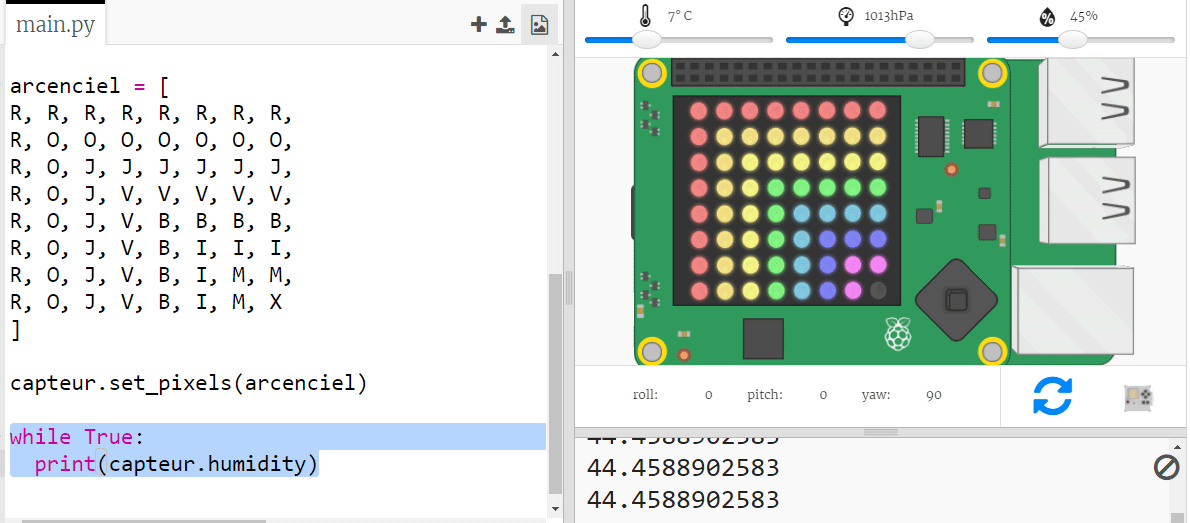 main.py
7° C
1013hPa
45%
arcenciel = [
R, R, R, R, R, R, R, R,
R, O, O, O, O, O, O, O,
R, O, J, J, J, J, J, J,
R, O, J, V, V, V, V, V,
R, O, J, V, B, B, B, B,
R, O, J, V, B, I, I, I,
R, O, J, V, B, I, M, M,
R, O, J, V, B, I, M, X
]
capteur.set_pixels(arcenciel)
while True:
print(capteur.humidity)
roll: 0 pitch: 0 yaw: 90
44.4588902583
44.4588902583
44.4588902583